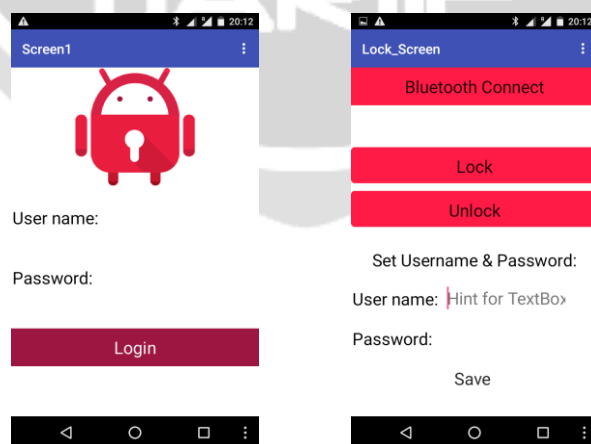 20:12
Screen1
User name:
Password:
Login
20:12
Lock_Screen
Bluetooth Connect
Lock
Unlock
Set Username & Password:
User name: Hint for TextBox
Password:
Save